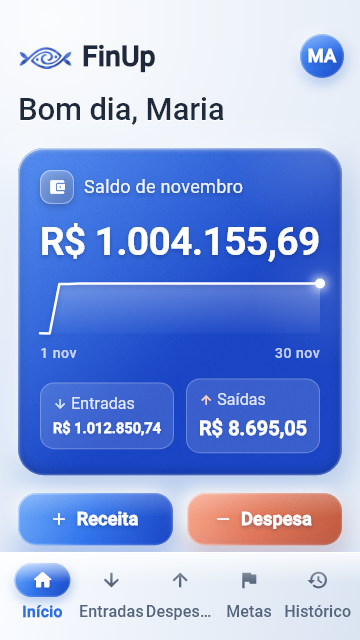 FinUp
MA
Bom dia, Maria
Saldo de novembro
R$ 1.004.155,69
1 nov
30 nov
Entradas
R$ 1.012.850,74
Saídas
R$ 8.695,05
+ Receita
− Despesa
Início
Entradas
Despes...
Metas
Histórico